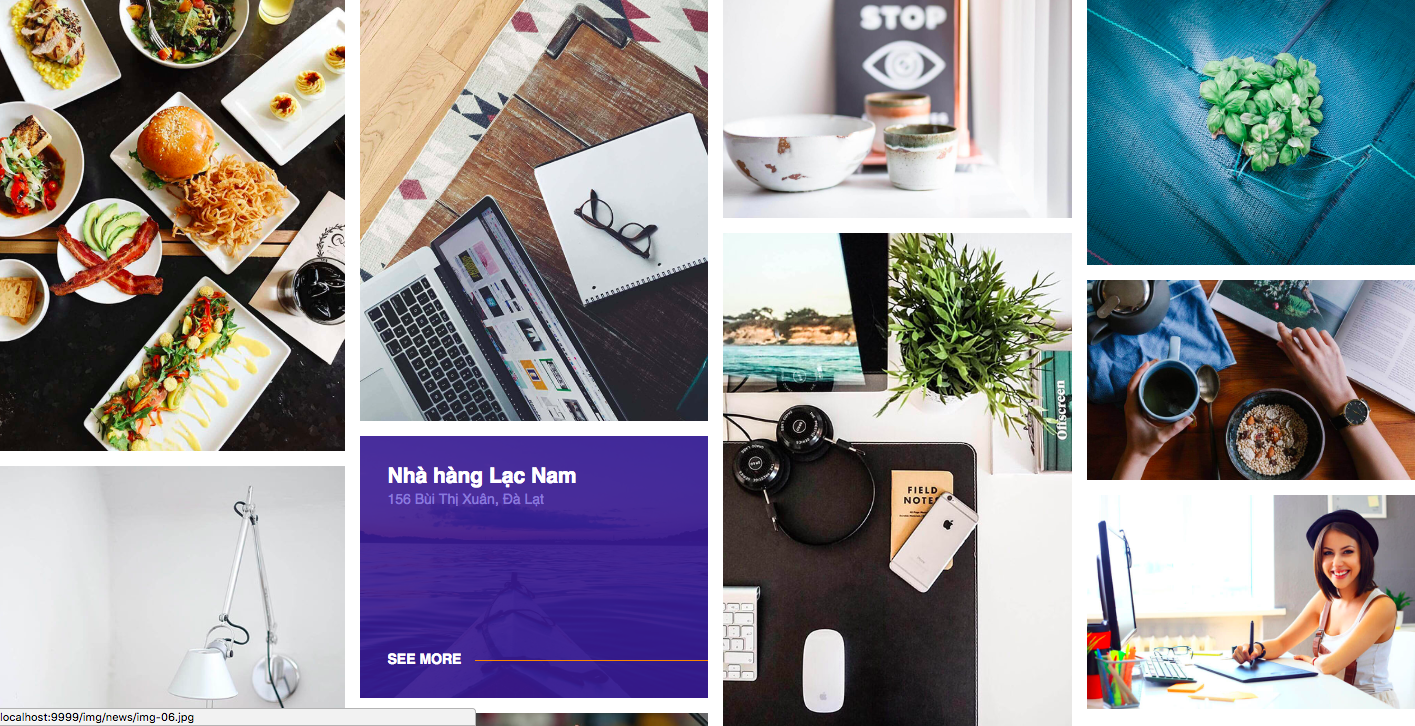 STOP
Nhà hàng Lạc Nam
156 Bùi Thị Xuân, Đà Lạt
SEE MORE
Offscreen
FIELD
NOTES
localhost:9999/img/news/img-06.jpg